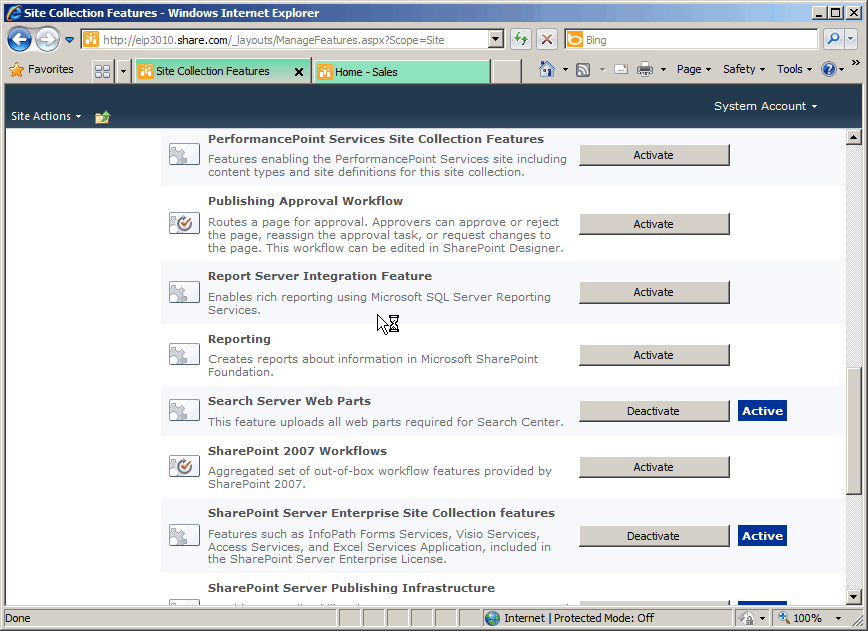 Site Collection Features - Windows Internet Explorer
http://eip3010.share.com/_layouts/ManageFeatures.aspx?Scope=Site
Bing
Favorites
Site Collection Features
Home - Sales
Page
Safety
Tools
System Account
Site Actions
PerformancePoint Services Site Collection Features
Features enabling the PerformancePoint Services site including
content types and site definitions for this site collection.
Activate
Publishing Approval Workflow
Routes a page for approval. Approvers can approve or reject
the page, reassign the approval task, or request changes to
the page. This workflow can be edited in SharePoint Designer.
Activate
Report Server Integration Feature
Enables rich reporting using Microsoft SQL Server Reporting
Services.
Activate
Reporting
Creates reports about information in Microsoft SharePoint
Foundation.
Activate
Search Server Web Parts
This feature uploads all web parts required for Search Center.
Deactivate
Active
SharePoint 2007 Workflows
Aggregated set of out-of-box workflow features provided by
SharePoint 2007.
Activate
SharePoint Server Enterprise Site Collection features
Features such as InfoPath Forms Services, Visio Services,
Access Services, and Excel Services Application, included in
the SharePoint Server Enterprise License.
Deactivate
Active
SharePoint Server Publishing Infrastructure
Done
Internet | Protected Mode: Off
100%